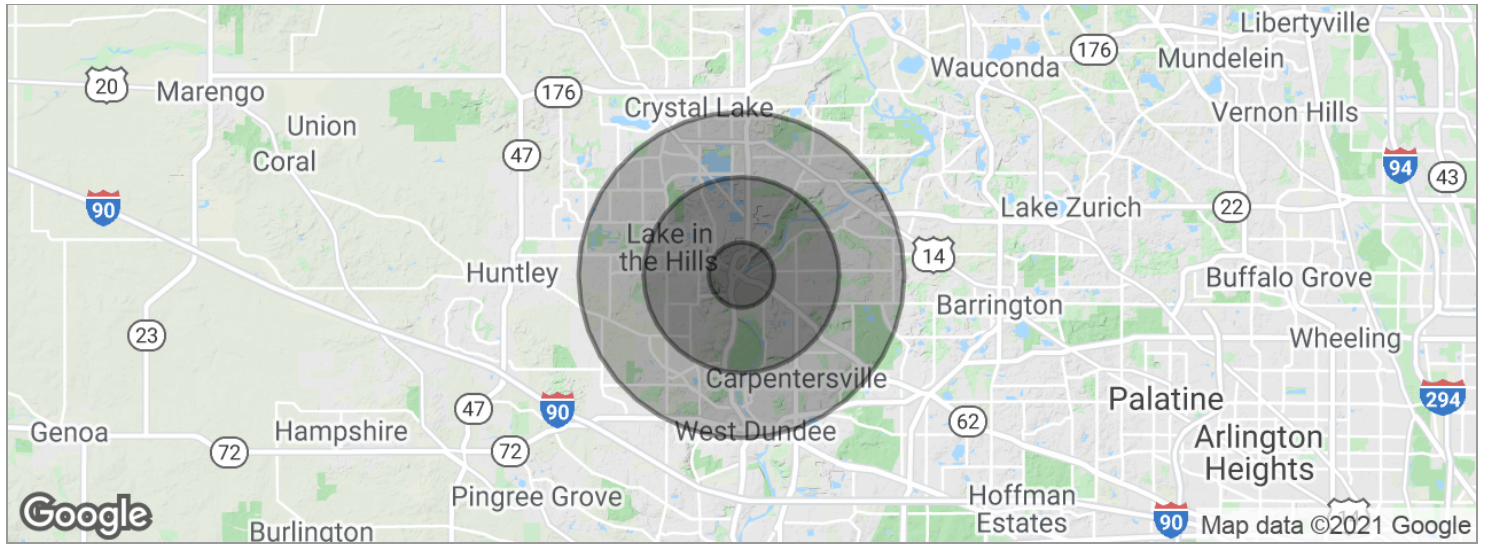 Libertyville
176
Mundelein
Wauconda
20
Marengo
176
Crystal Lake
Vernon Hills
Union
47
Coral
94
43
90
Lake Zurich
22
Lake in
the Hills
14
Huntley
Buffalo Grove
Barrington
23
Wheeling
Carpentersville
Palatine
294
47
90
62
Genoa
Hampshire
West Dundee
72
72
Arlington
Heights
Pingree Grove
Hoffman
Estates
Google
Burlington
90
Map data ©2021 Google
14